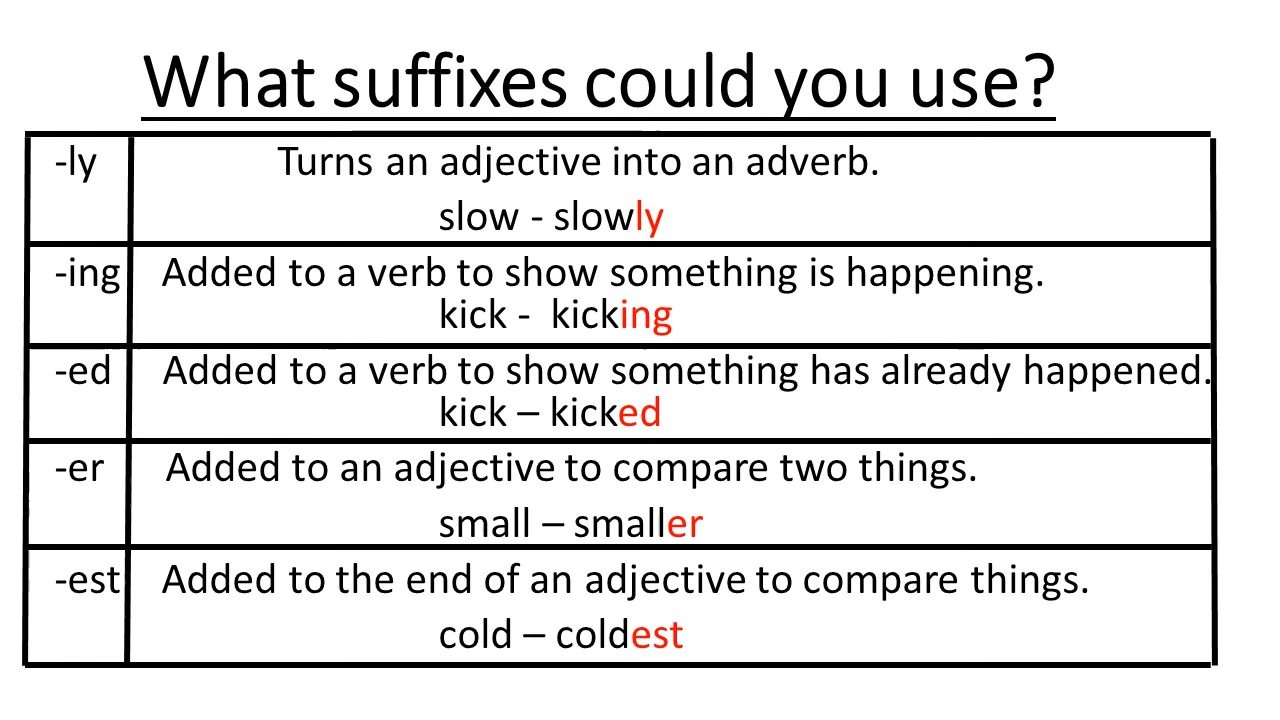 What suffixes could you use?
-ly
Turns an adjective into an adverb.
slow - slowly
-ing
Added to a verb to show something is happening.
kick -  kicking
-ed
Added to a verb to show something has already happened.
kick – kicked
-er
Added to an adjective to compare two things.
small – smaller
-est
Added to the end of an adjective to compare things.
cold – coldest